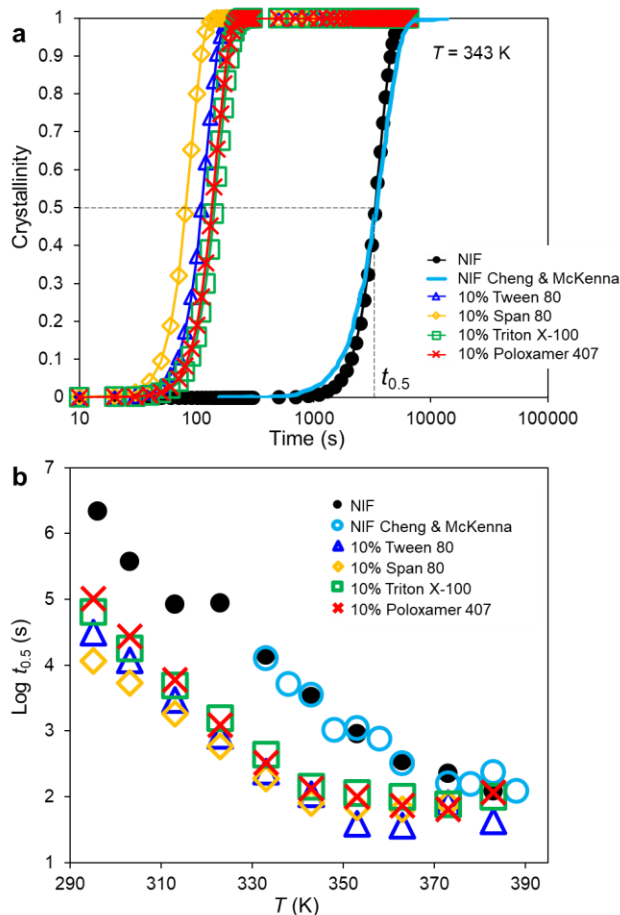 a
T = 343 K
Crystallinity
1
0.9
0.8
0.7
0.6
0.5
0.4
0.3
0.2
0.1
0
NIF
NIF Cheng & McKenna
10% Tween 80
10% Span 80
10% Triton X-100
10% Poloxamer 407
t0.5
10 100 1000 10000 100000
Time (s)
b
Log t0.5 (s)
7
6
5
4
3
2
1
NIF
NIF Cheng & McKenna
10% Tween 80
10% Span 80
10% Triton X-100
10% Poloxamer 407
290 310 330 350 370 390
T (K)